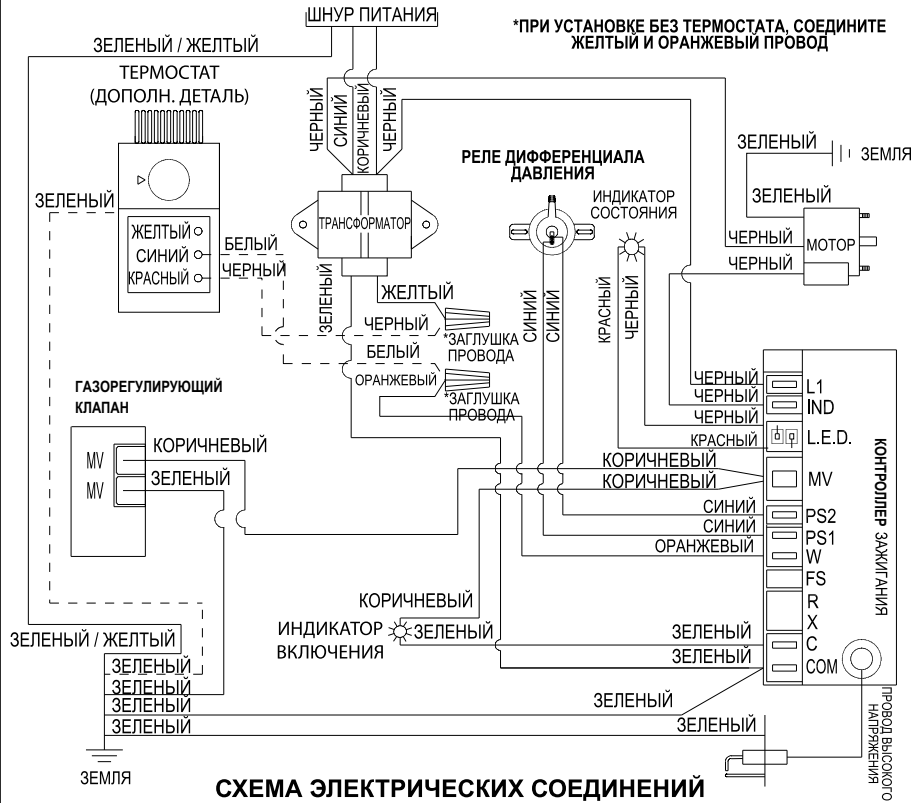 ШНУР ПИТАНИЯ
*ПРИ УСТАНОВКЕ БЕЗ ТЕРМОСТАТА, СОЕДИНИТЕ
ЖЕЛТЫЙ И ОРАНЖЕВЫЙ ПРОВОД
ЗЕЛЕНЫЙ / ЖЕЛТЫЙ
ТЕРМОСТАТ
(ДОПОЛН. ДЕТАЛЬ)
ЧЕРНЫЙ
СИНИЙ
КОРИЧНЕВЫЙ
ЧЕРНЫЙ
ЗЕЛЕНЫЙ
ЗЕМЛЯ
РЕЛЕ ДИФФЕРЕНЦИАЛА
ДАВЛЕНИЯ
ИНДИКАТОР
СОСТОЯНИЯ
ЗЕЛЕНЫЙ
ЗЕЛЕНЫЙ
ЖЕЛТЫЙ
СИНИЙ
КРАСНЫЙ
БЕЛЫЙ
ЧЕРНЫЙ
ТРАНСФОРМАТОР
ЧЕРНЫЙ
МОТОР
ЧЕРНЫЙ
ЗЕЛЕНЫЙ
ЖЕЛТЫЙ
ЧЕРНЫЙ
*ЗАГЛУШКА
ПРОВОДА
БЕЛЫЙ
ОРАНЖЕВЫЙ
*ЗАГЛУШКА
ПРОВОДА
СИНИЙ
СИНИЙ
КРАСНЫЙ
ЧЕРНЫЙ
ГАЗОРЕГУЛИРУЮЩИЙ
КЛАПАН
MV
MV
КОРИЧНЕВЫЙ
ЗЕЛЕНЫЙ
ЧЕРНЫЙ
L1
ЧЕРНЫЙ
IND
ЧЕРНЫЙ
L.E.D.
КРАСНЫЙ
КОРИЧНЕВЫЙ
КОРИЧНЕВЫЙ
MV
СИНИЙ
PS2
СИНИЙ
PS1
ОРАНЖЕВЫЙ
W
FS
R
X
C
COM
КОНТРОЛЛЕР ЗАЖИГАНИЯ
КОРИЧНЕВЫЙ
ИНДИКАТОР
ВКЛЮЧЕНИЯ
ЗЕЛЕНЫЙ
ЗЕЛЕНЫЙ
ЗЕЛЕНЫЙ
ЗЕЛЕНЫЙ / ЖЕЛТЫЙ
ЗЕЛЕНЫЙ
ЗЕЛЕНЫЙ
ЗЕЛЕНЫЙ
ЗЕЛЕНЫЙ
ЗЕЛЕНЫЙ
ЗЕЛЕНЫЙ
ПРОВОД ВЫСОКОГО
НАПРЯЖЕНИЯ
ЗЕМЛЯ
СХЕМА ЭЛЕКТРИЧЕСКИХ СОЕДИНЕНИЙ